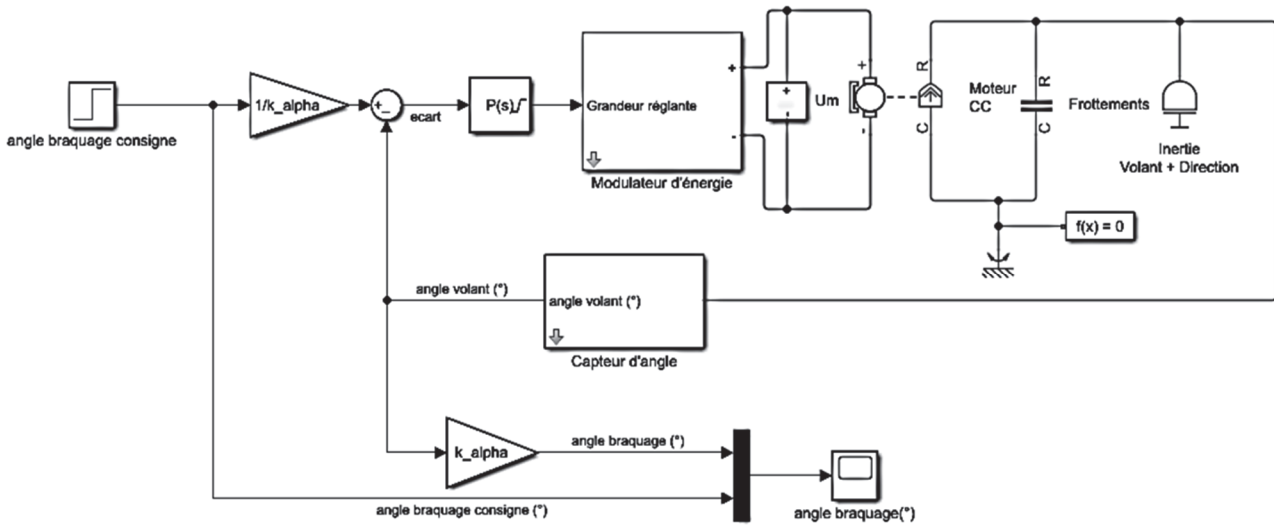 angle braquage consigne
1/k_alpha
+
-
ecart
P(s)
Grandeur réglante
+
-
Modulateur d'énergie
+
-
Um
+
-
R
C
Moteur
CC
R
C
Frottements
Inertie
Volant + Direction
f(x) = 0
angle volant (°)
angle volant (°)
Capteur d'angle
k_alpha
angle braquage (°)
angle braquage consigne (°)
angle braquage(°)